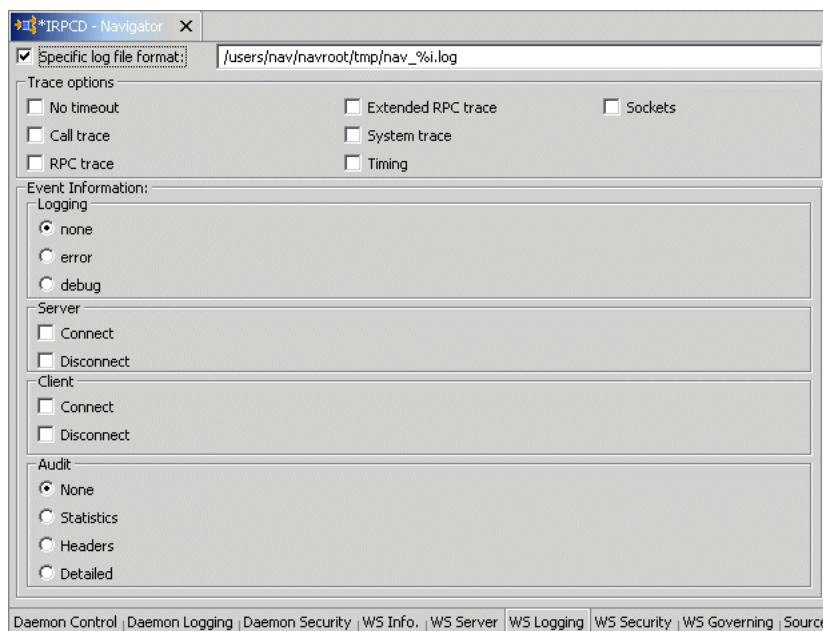 *IRPCD - Navigator X
Specific log file format: /users/nav/navroot/tmp/nav_%i.log
Trace options
No timeout Extended RPC trace Sockets
Call trace System trace
RPC trace Timing
Event Information:
Logging
none
error
debug
Server
Connect
Disconnect
Client
Connect
Disconnect
Audit
None
Statistics
Headers
Detailed
Daemon Control Daemon Logging Daemon Security WS Info. WS Server WS Logging WS Security WS Governing Source